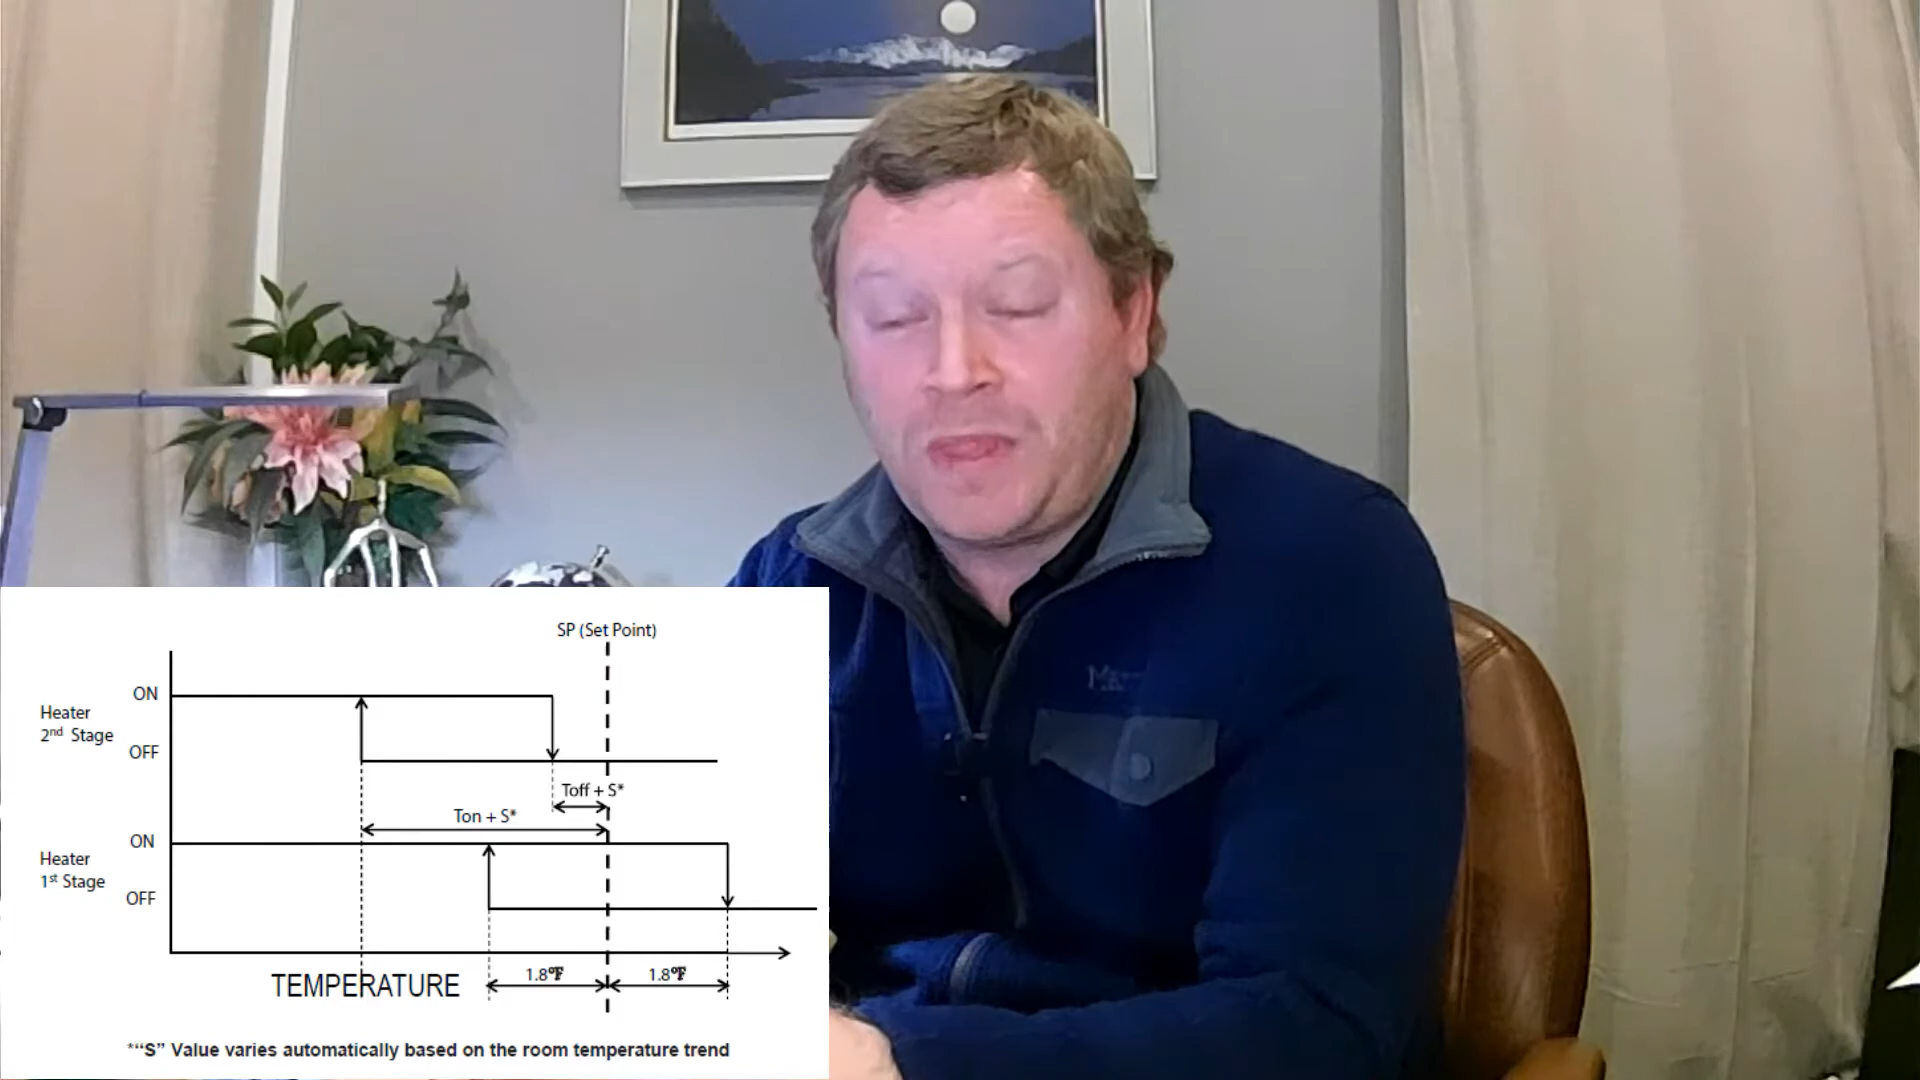 SP (Set Point)
ON
Heater
2nd Stage
OFF
Toff + S*
Ton + S*
ON
Heater
1st Stage
OFF
1.8°F 1.8°F
TEMPERATURE
*“S” Value varies automatically based on the room temperature trend